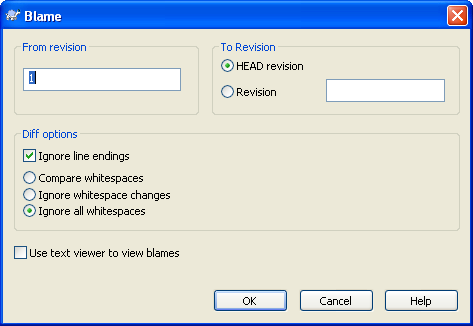 Blame
From revision
1
To Revision
HEAD revision
Revision
Diff options
Ignore line endings
Compare whitespaces
Ignore whitespace changes
Ignore all whitespaces
Use text viewer to view blames
OK Cancel Help